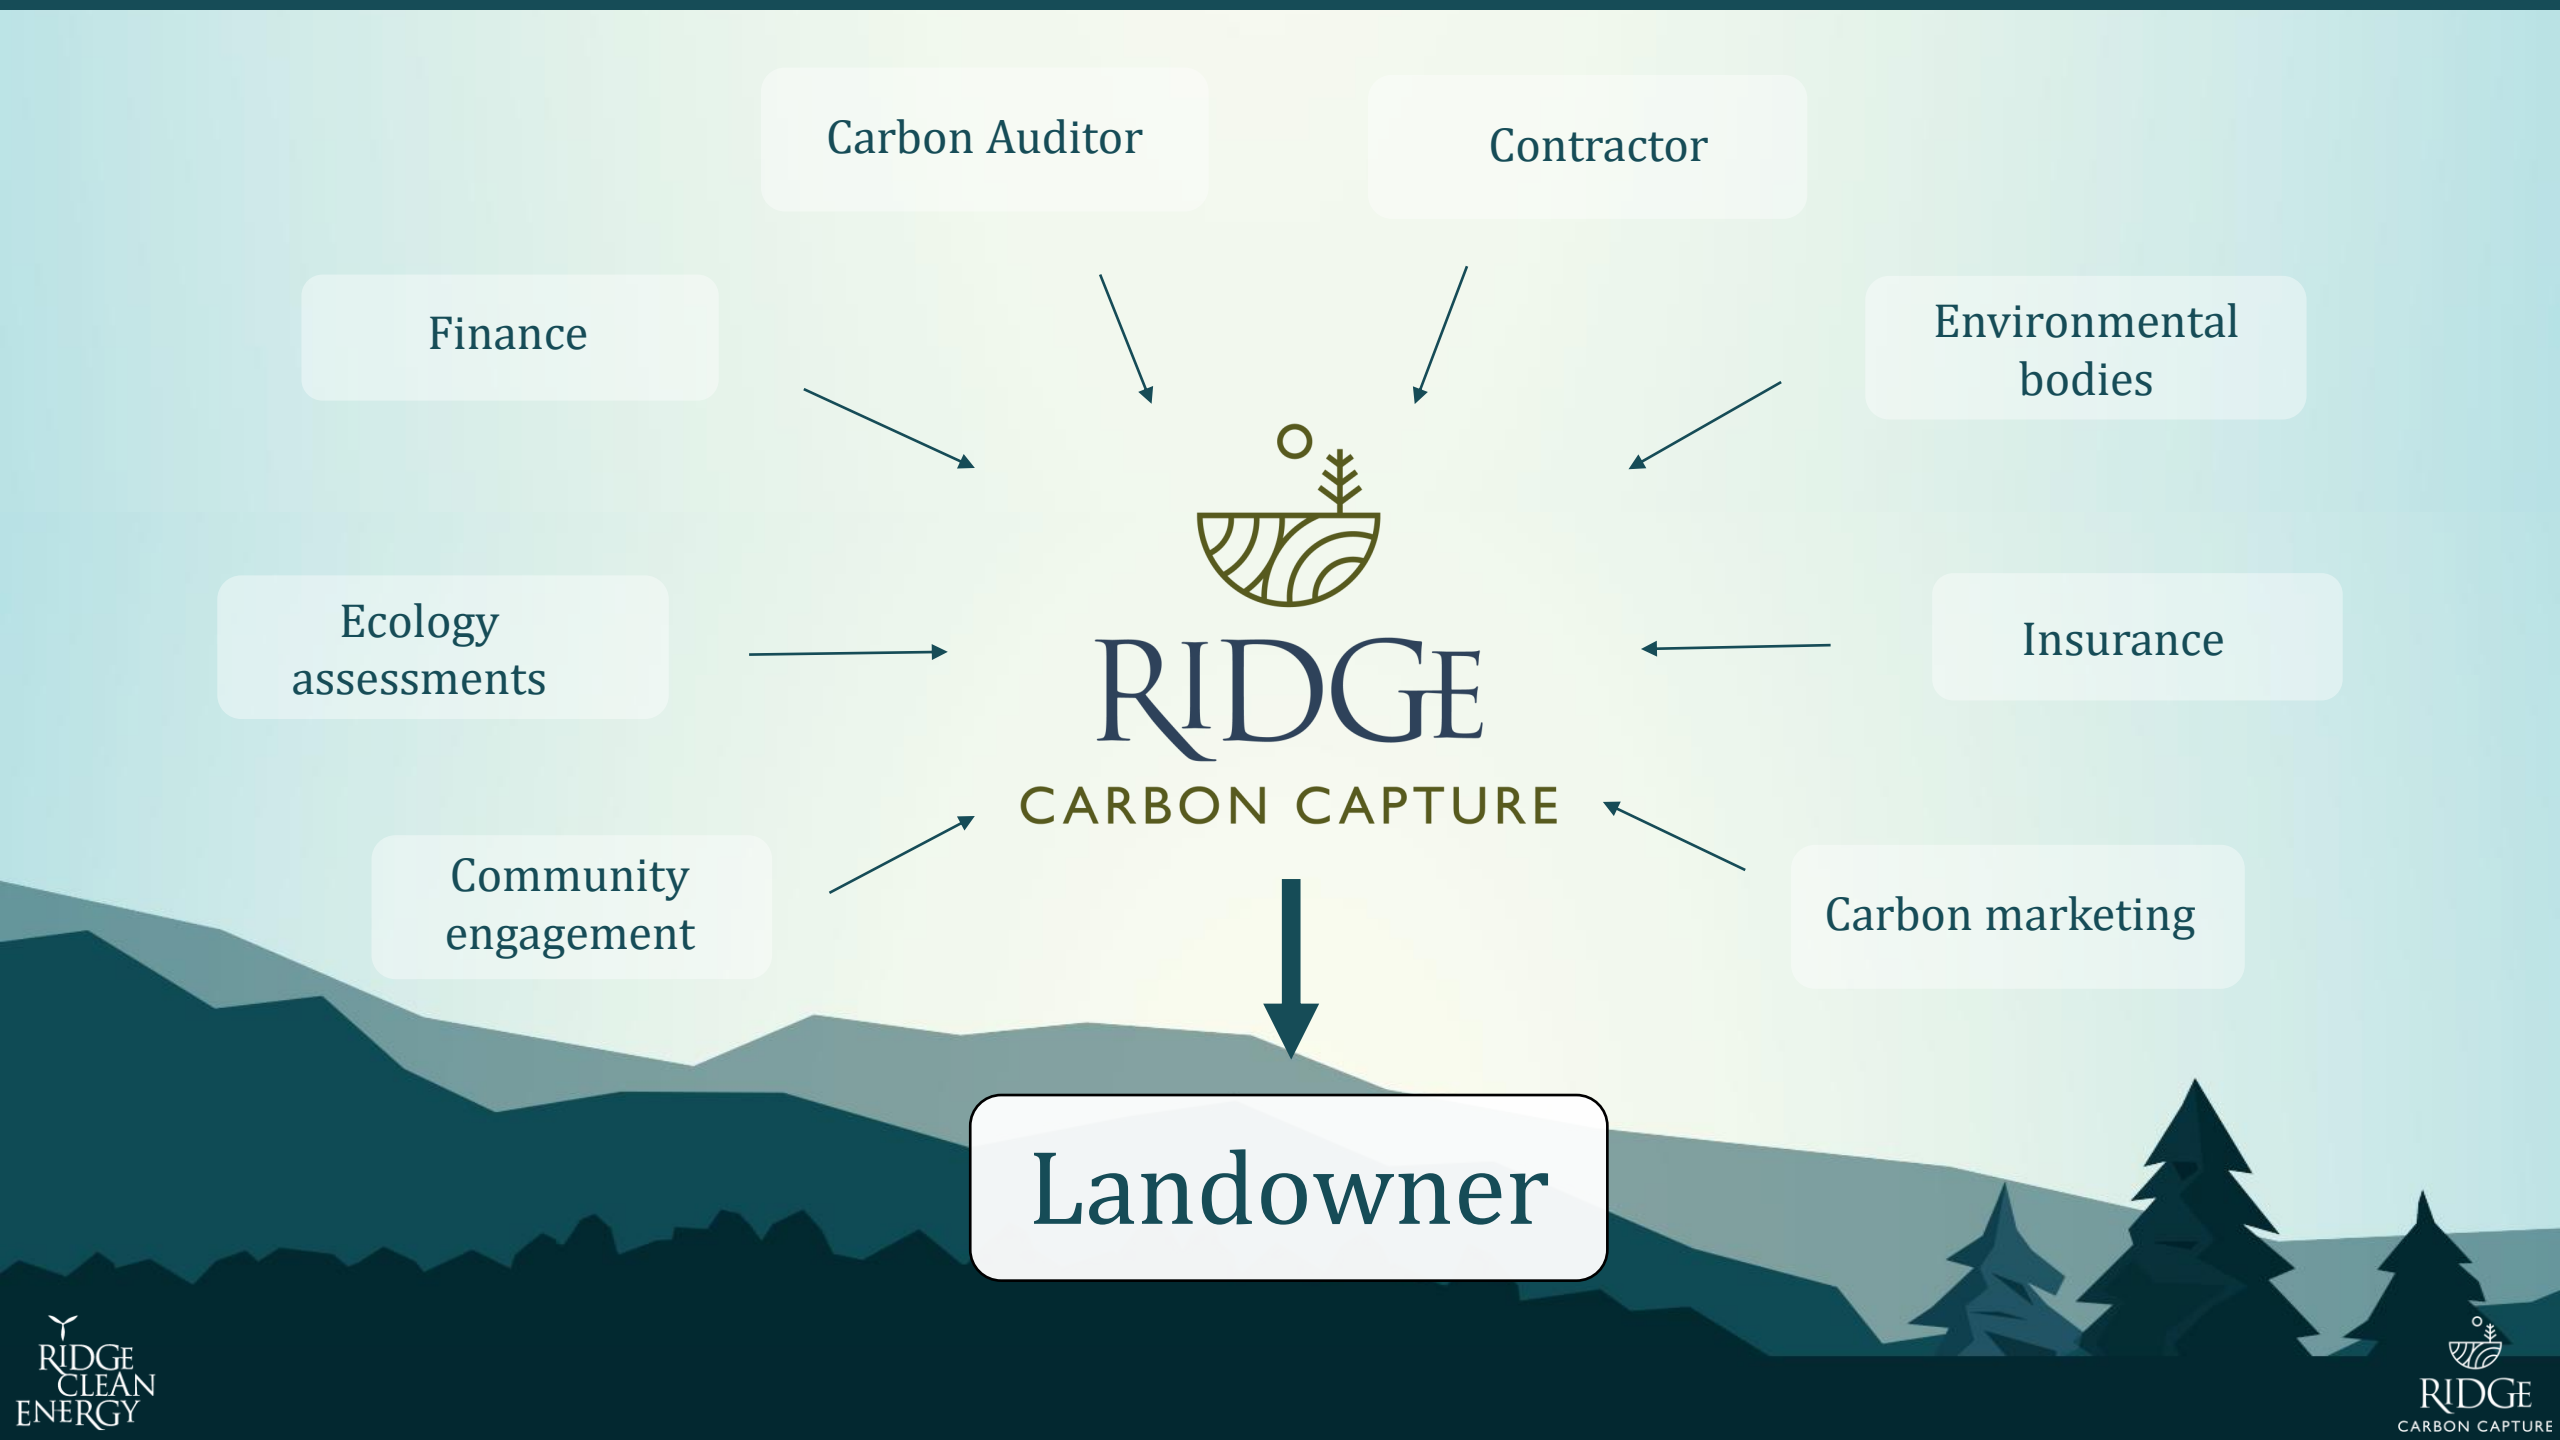 Carbon Auditor
Contractor
Finance
Environmental
bodies
Ecology
assessments
Insurance
RIDGE
CARBON CAPTURE
Community
engagement
Carbon marketing
Landowner
RIDGE
CLEAN
ENERGY
RIDGE
CARBON CAPTURE